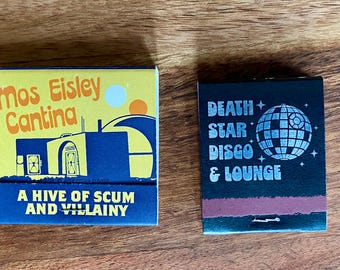 Mos Eisley
Cantina
A HIVE OF SCUM
AND VILLAINY
DEATH
STAR
DISCO
& LOUNGE